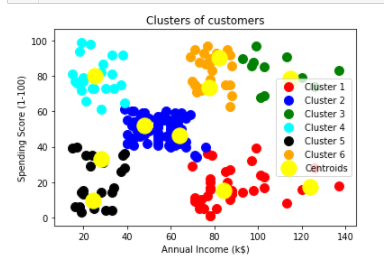 Clusters of customers
100
80
60
40
20
0
Spending Score (1-100)
Cluster 1
Cluster 2
Cluster 3
Cluster 4
Cluster 5
Cluster 6
Centroids
20 40 60 80 100 120 140
Annual Income (k$)